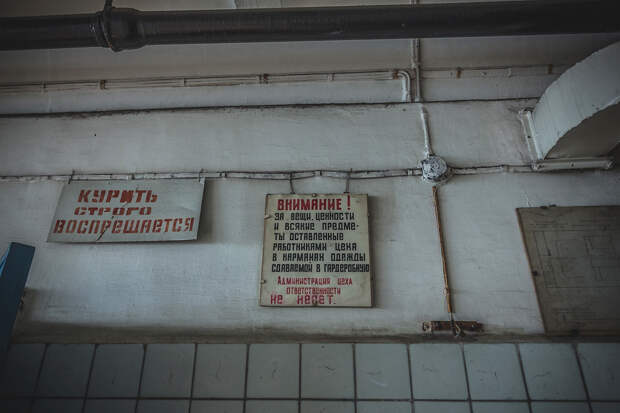 КУРИТЬ
СТРОГО
ВОСПРЕЩАЕТСЯ
ВНИМАНИЕ!
ЗА ВЕЩИ, ЦЕННОСТИ
И ВСЯКИЕ ПРЕДМЕ-
ТЫ ОСТАВЛЕННЫЕ
РАБОТНИКАМИ ЦЕХА
В КАРМАНАХ ОДЕЖДЫ
СДАВАЕМОЙ В ГАРДЕРОБНУЮ
АДМИНИСТРАЦИЯ ЦЕХА
ОТВЕТСТВЕННОСТИ
НЕ НЕСЕТ.